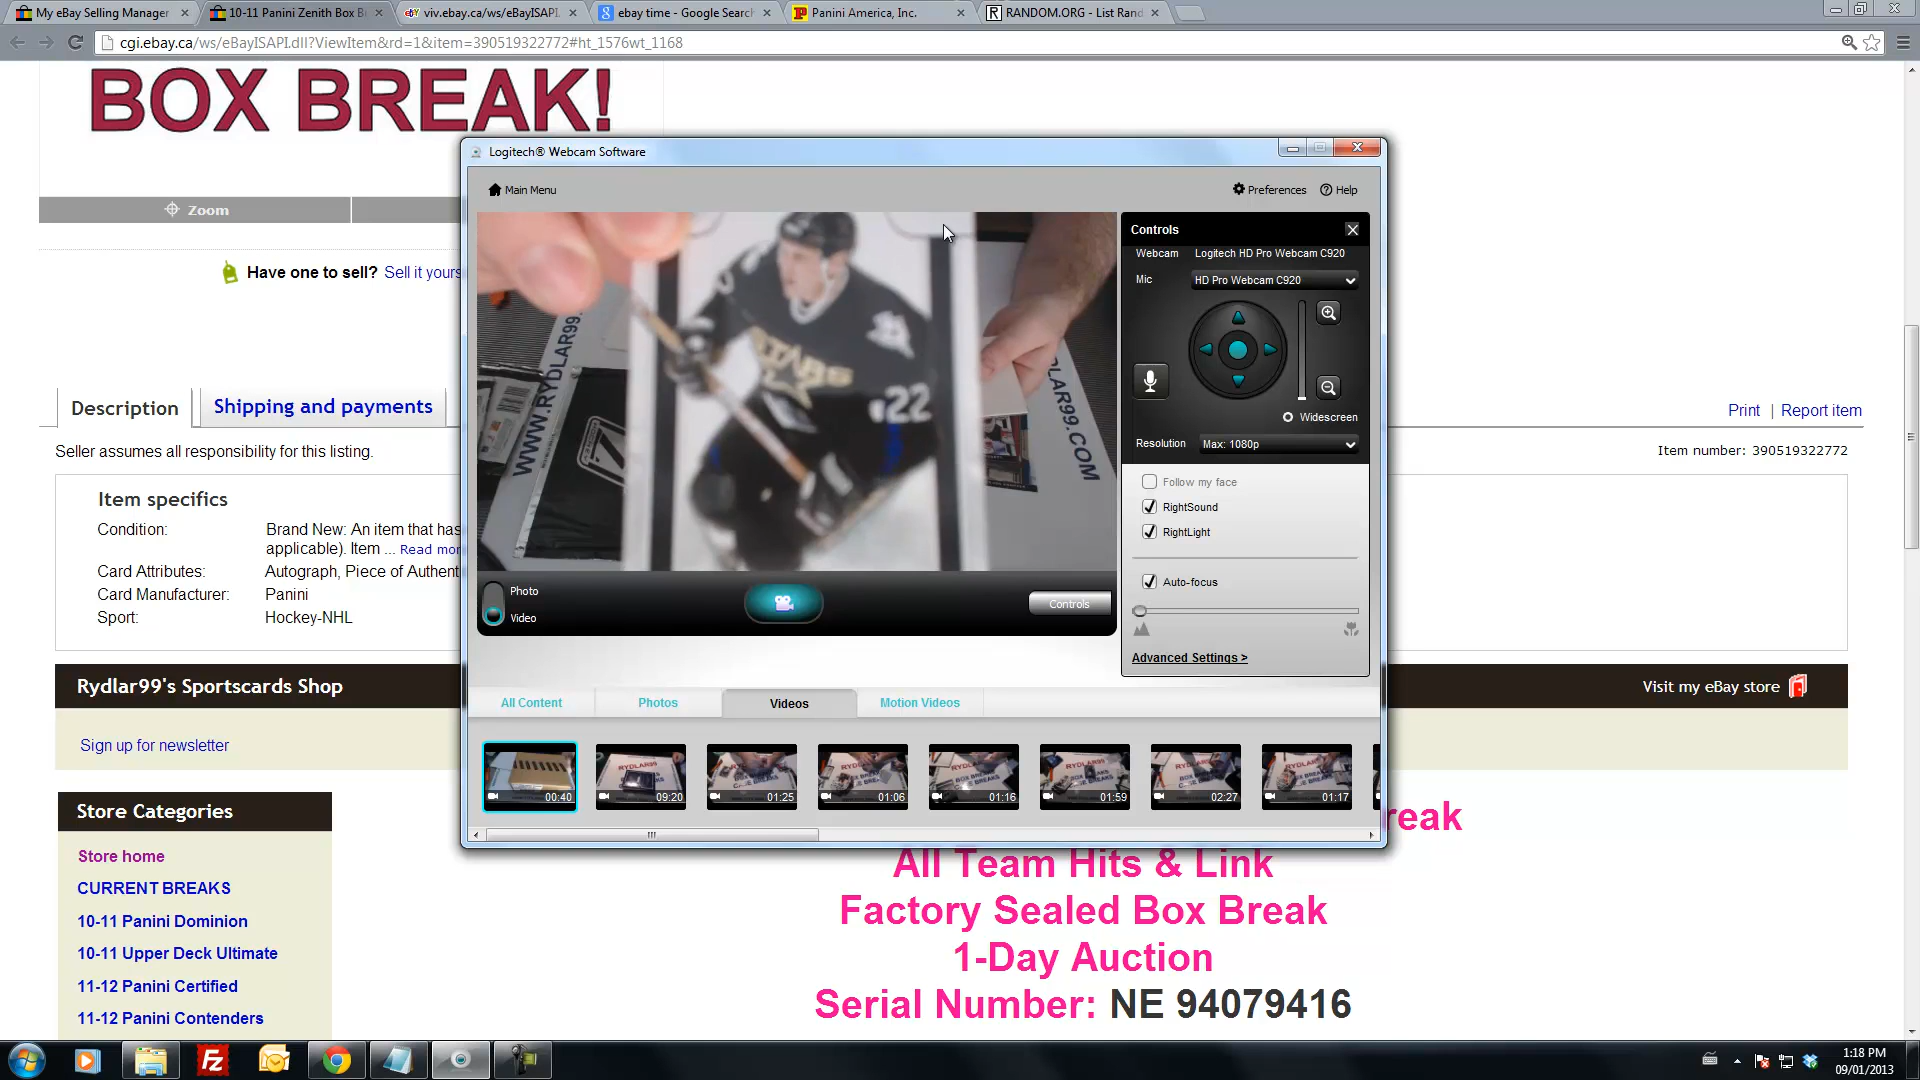 My eBay Selling Manager
10-11 Panini Zenith Box B
viv.ebay.ca/ws/eBayISAPI.
ebay time - Google Search
Panini America, Inc.
RANDOM.ORG - List Ran
cgi.ebay.ca/ws/eBayISAPI.dll?ViewItem&rd=1&item=390519322772#ht_1576wt_1168
BOX BREAK!
Zoom
Have one to sell? Sell it yours
Description
Shipping and payments
Print | Report item
Seller assumes all responsibility for this listing.
Item number: 390519322772
Item specifics
Condition: Brand New: An item that has
applicable). Item ... Read mor
Card Attributes: Autograph, Piece of Authent
Card Manufacturer: Panini
Sport: Hockey-NHL
Rydlar99's Sportscards Shop
Visit my eBay store
Sign up for newsletter
Store Categories
Store home
CURRENT BREAKS
10-11 Panini Dominion
10-11 Upper Deck Ultimate
11-12 Panini Certified
11-12 Panini Contenders
Logitech® Webcam Software
Main Menu
Preferences
Help
WWW.RYDLAR99.
STARS
22
99.COM
Photo
Video
Controls
Controls
Webcam Logitech HD Pro Webcam C920
Mic HD Pro Webcam C920
Widescreen
Resolution Max: 1080p
Follow my face
RightSound
RightLight
Auto-focus
Advanced Settings >
All Content
Photos
Videos
Motion Videos
00:40
09:20
01:25
01:06
01:16
01:59
02:27
01:17
reak
All Team Hits & Link
Factory Sealed Box Break
1-Day Auction
Serial Number: NE 94079416
1:18 PM
09/01/2013